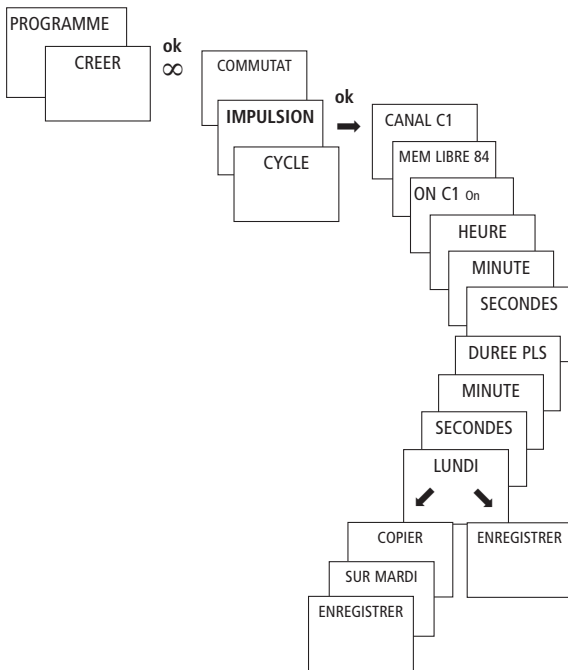 PROGRAMME
CREER
ok
∞
COMMUTAT
IMPULSION
CYCLE
ok
CANAL C1
MEM LIBRE 84
ON C1 On
HEURE
MINUTE
SECONDES
DUREE PLS
MINUTE
SECONDES
LUNDI
COPIER
SUR MARDI
ENREGISTRER
ENREGISTRER